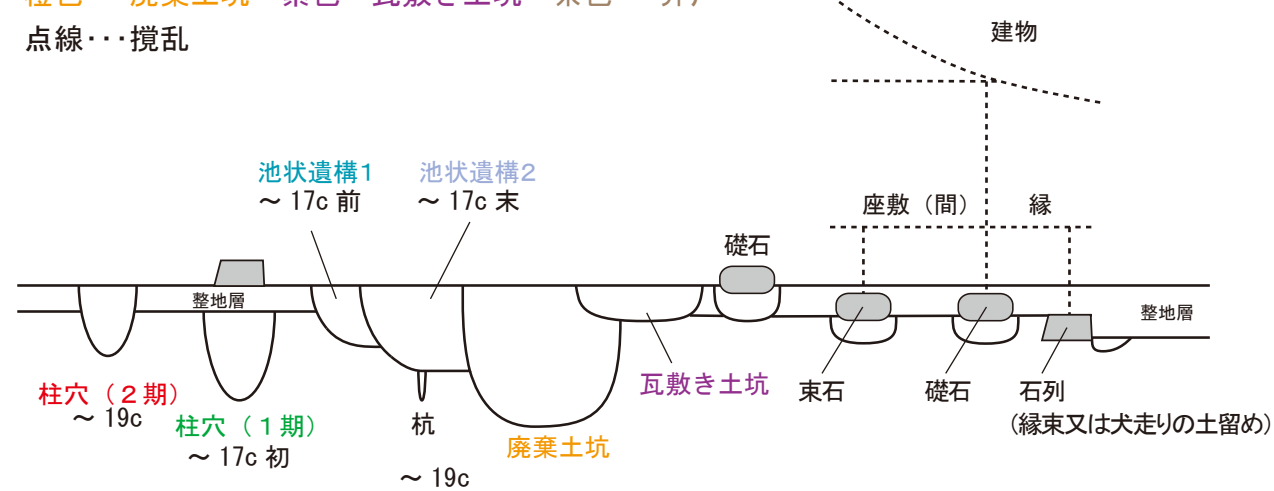 点線･･･撹乱
建物
池状遺構1
～ 17c 前
池状遺構2
～ 17c 末
座敷（間）
縁
礎石
整地層
整地層
柱穴（２期）
～ 19c
柱穴（１期）
～ 17c 初
杭
～ 19c
廃棄土坑
瓦敷き土坑
束石
礎石
石列
（縁束又は犬走りの土留め）